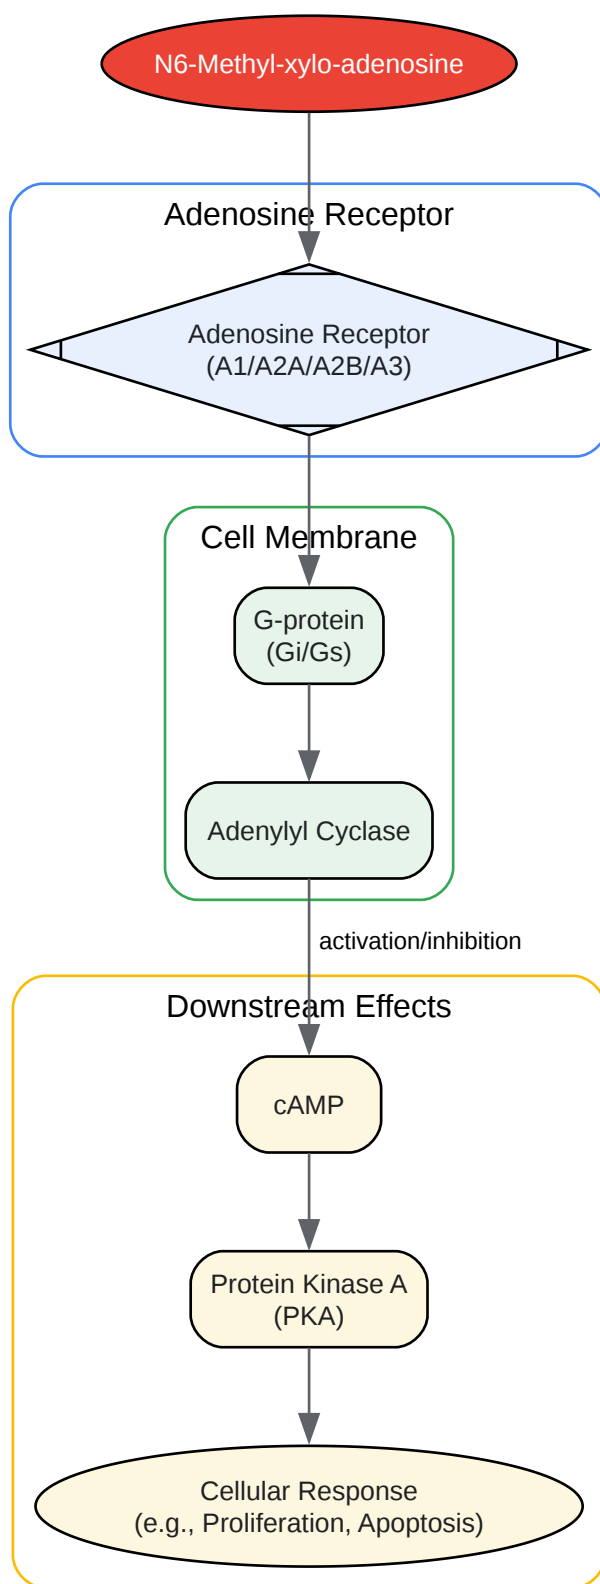 N6-Methyl-xylo-adenosine
Adenosine Receptor
Adenosine Receptor
(A1/A2A/A2B/A3)
Cell Membrane
G-protein
(Gi/Gs)
Adenylyl Cyclase
activation/inhibition
Downstream Effects
cAMP
Protein Kinase A
(PKA)
Cellular Response
(e.g., Proliferation, Apoptosis)